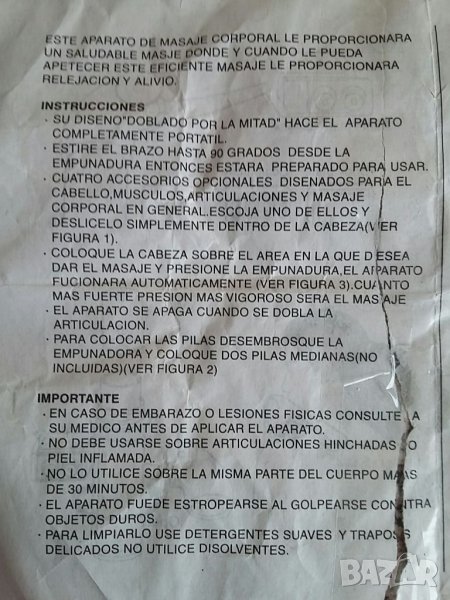 ESTE APARATO DE MASAJE CORPORAL LE PROPORCIONARA
UN SALUDABLE MASJE DONDE Y CUANDO LE PUEDA
APETECER ESTE EFICIENTE MASAJE LE PROPORCIONARA
RELEJACION Y ALIVIO.
INSTRUCCIONES
· SU DISENO"DOBLADO POR LA MITAD" HACE EL APARATO
COMPLETAMENTE PORTATIL.
· ESTIRE EL BRAZO HASTA 90 GRADOS DESDE LA
EMPUNADURA ENTONCES ESTARA PREPARADO PARA USAR.
· CUATRO ACCESORIOS OPCIONALES DISENADOS PARA EL
CABELLO,MUSCULOS,ARTICULACIONES Y MASAJE
CORPORAL EN GENERAL.ESCOJA UNO DE ELLOS Y
DESLICELO SIMPLEMENTE DENTRO DE LA CABEZA(VER
FIGURA 1).
· COLOQUE LA CABEZA SOBRE EL AREA EN LA QUE DESEA
DAR EL MASAJE Y PRESIONE LA EMPUNADURA,EL APARATO
FUCIONARA AUTOMATICAMENTE (VER FIGURA 3).CUANTO
MAS FUERTE PRESION MAS VIGOROSO SERA EL MASAJE
· EL APARATO SE APAGA CUANDO SE DOBLA LA
ARTICULACION.
· PARA COLOCAR LAS PILAS DESEMBROSQUE LA
EMPUNADORA Y COLOQUE DOS PILAS MEDIANAS(NO
INCLUIDAS)(VER FIGURA 2)
IMPORTANTE
· EN CASO DE EMBARAZO O LESIONES FISICAS CONSULTE A
SU MEDICO ANTES DE APLICAR EL APARATO.
· NO DEBE USARSE SOBRE ARTICULACIONES HINCHADAS O
PIEL INFLAMADA.
· NO LO UTILICE SOBRE LA MISMA PARTE DEL CUERPO MAAS
DE 30 MINUTOS.
· EL APARATO FUEDE ESTROPEARSE AL GOLPEARSE CONTRA
OBJETOS DUROS.
· PARA LIMPIARLO USE DETERGENTES SUAVES Y TRAPOS
DELICADOS NO UTILICE DISOLVENTES.
BAZAR